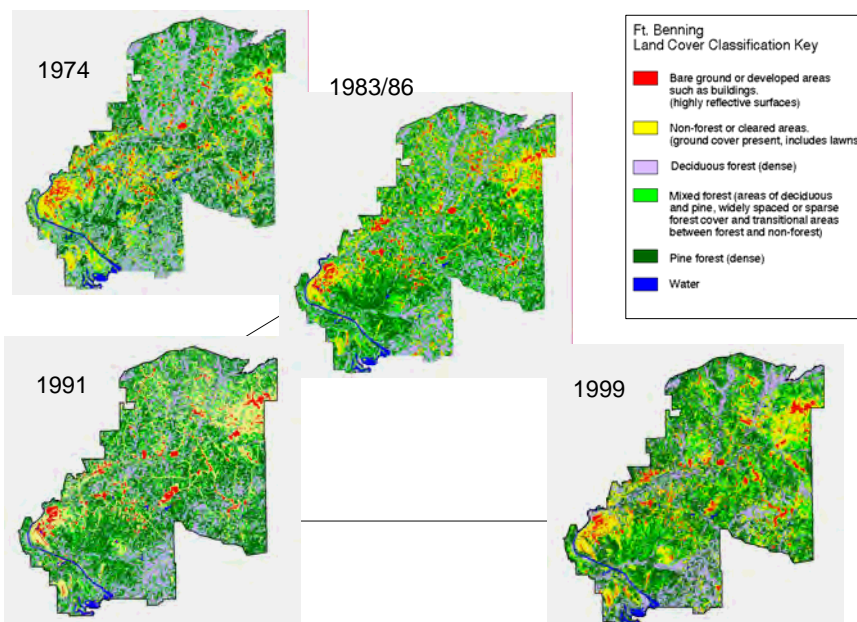 1974
1983/86
1991
1999
Ft. Benning
Land Cover Classification Key
Bare ground or developed areas
such as buildings.
(highly reflective surfaces)
Non-forest or cleared areas.
(ground cover present, includes lawns
Deciduous forest (dense)
Mixed forest (areas of deciduous
and pine, widely spaced or sparse
forest cover and transitional areas
between forest and non-forest)
Pine forest (dense)
Water